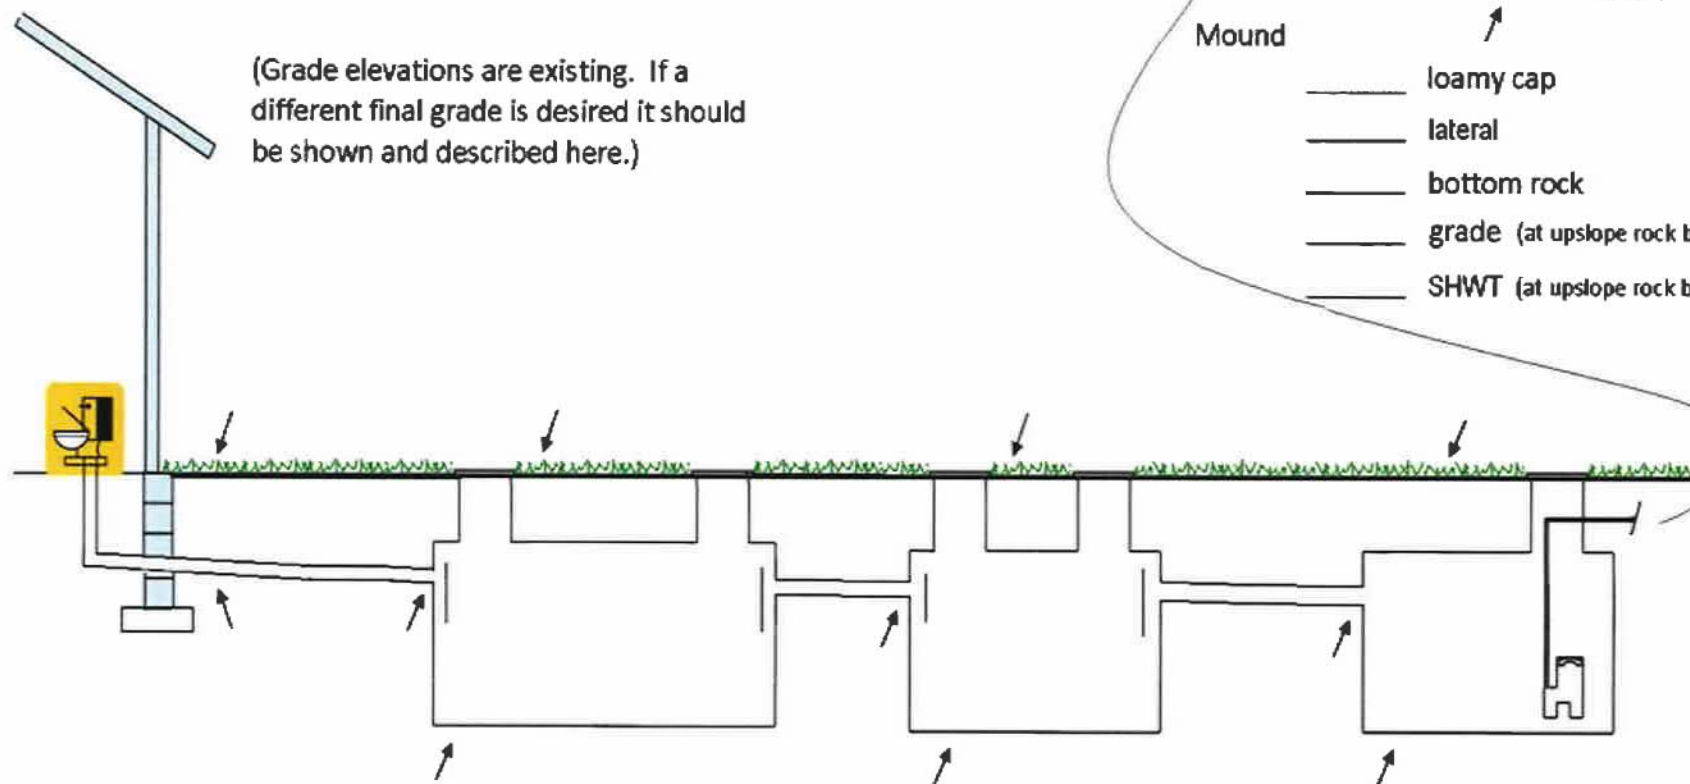 (Grade elevations are existing. If a
different final grade is desired it should
be shown and described here.)
Mound
loamy cap
lateral
bottom rock
grade (at upslope rock b
SHWT (at upslope rock b